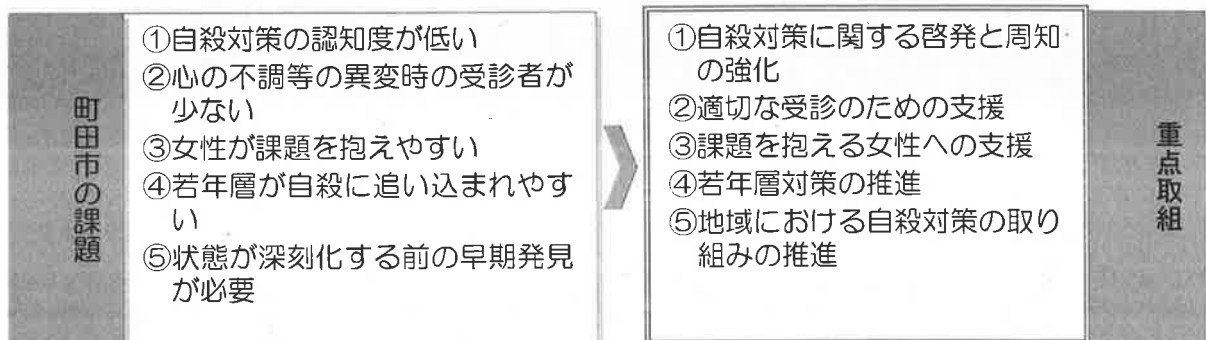 町田市の課題
①自殺対策の認知度が低い
②心の不調等の異変時の受診者が
少ない
③女性が課題を抱えやすい
④若年層が自殺に追い込まれやす
い
⑤状態が深刻化する前の早期発見
が必要
①自殺対策に関する啓発と周知
の強化
②適切な受診のための支援
③課題を抱える女性への支援
④若年層対策の推進
⑤地域における自殺対策の取り
組みの推進
重点取組